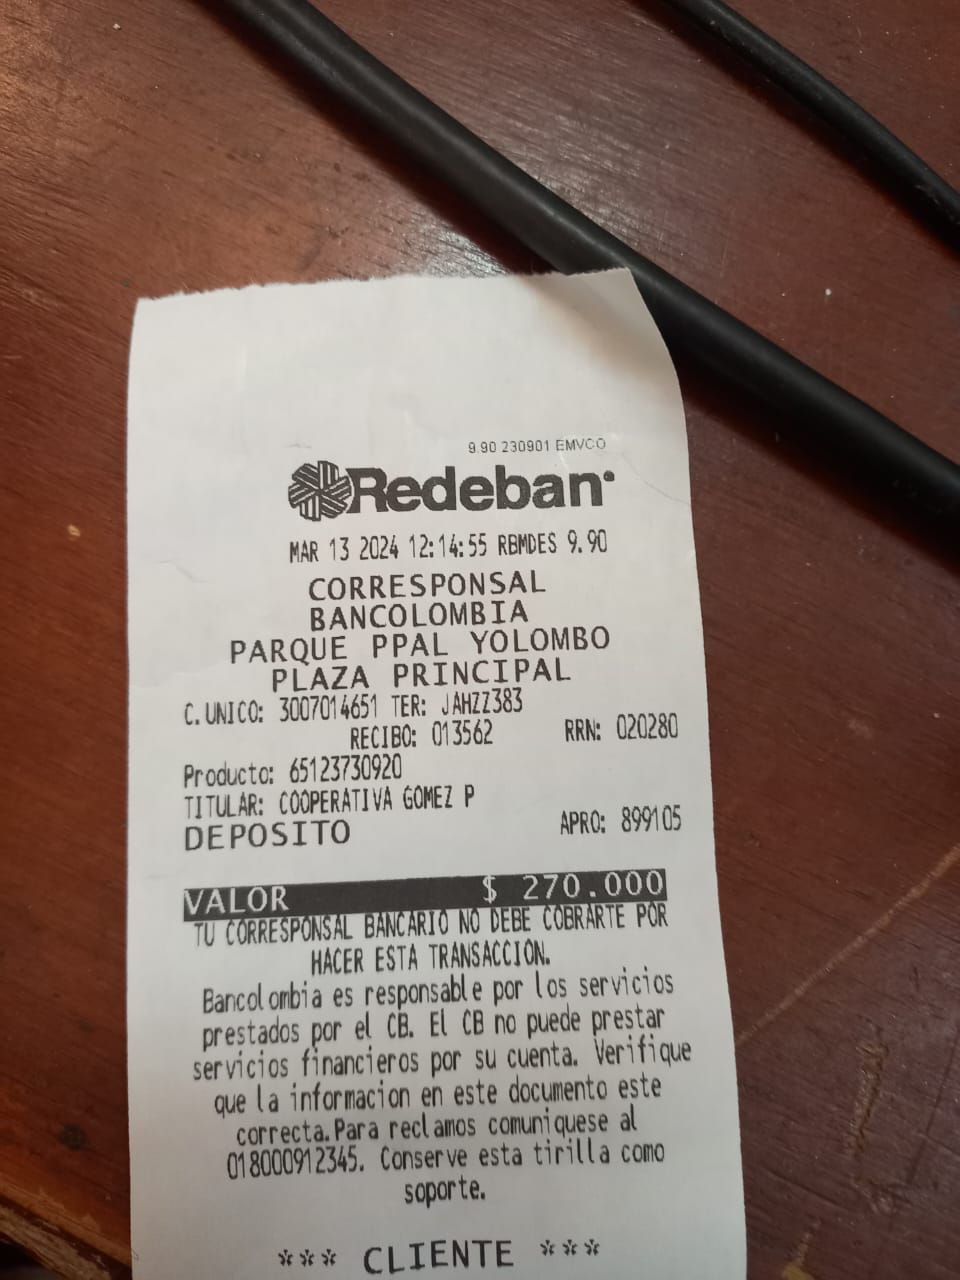 9.90 230901 EMVCO
Redeban
MAR 13 2024 12:14:55 RBMDES 9.90
CORRESPONSAL
BANCOLOMBIA
PARQUE PPAL YOLOMBO
PLAZA PRINCIPAL
C.UNICO: 3007014651 TER: JAHZZ383
RECIBO: 013562 RRN: 020280
Producto: 65123730920
TITULAR: COOPERATIVA GOMEZ P
DEPOSITO APRO: 899105
VALOR $ 270.000
TU CORRESPONSAL BANCARIO NO DEBE COBRARTE POR
HACER ESTA TRANSACCION.
Bancolombia es responsable por los servicios
prestados por el CB. El CB no puede prestar
servicios financieros por su cuenta. Verifique
que la informacion en este documento este
correcta.Para reclamos comuniquese al
018000912345. Conserve esta tirilla como
soporte.
*** CLIENTE ***